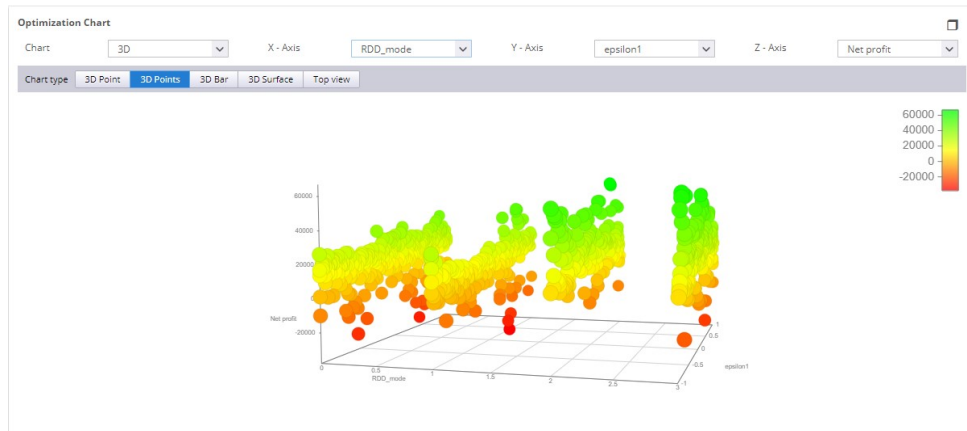 Optimization Chart
Chart 3D X - Axis RDD_mode Y - Axis epsilon1 Z - Axis Net profit
Chart type 3D Point 3D Points 3D Bar 3D Surface Top view
60000
40000
20000
0
-20000
60000
40000
20000
0
Net profit
-20000
0 0.5 1 1.5 2 2.5 3
RDD_mode
-1 -0.5 0 0.5 1
epsilon1